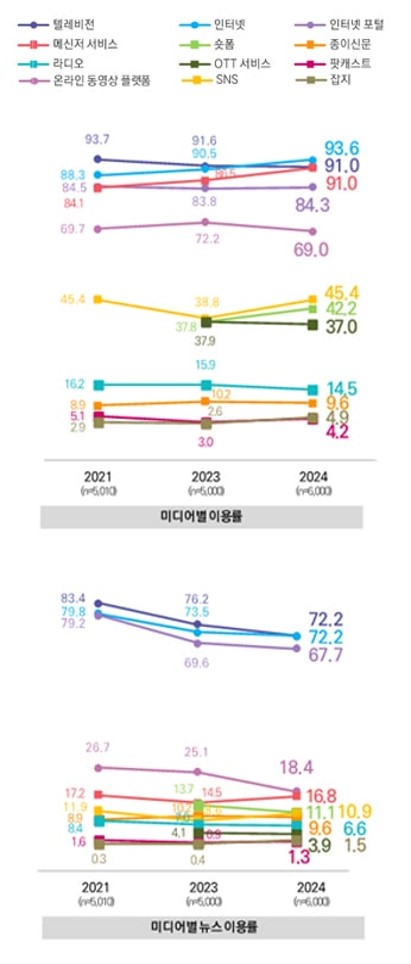 텔레비전 인터넷 인터넷 포털
메신저 서비스 숏폼 종이신문
라디오 OTT 서비스 팟캐스트
온라인 동영상 플랫폼 SNS 잡지
93.7 91.6 93.6
90.5
88.3 86.5 91.0
84.5 83.8 91.0
84.1 84.3
69.7 72.2 69.0
45.4 38.8 45.4
37.8 42.2
37.9 37.0
15.9
16.2 14.5
8.9 10.2 9.6
5.1 2.6 4.9
2.9 3.0 4.2
2021 2023 2024
(n=5,010) (n=5,000) (n=6,000)
미디어별 이용률
83.4 76.2 72.2
79.8 73.5 72.2
79.2 69.6 67.7
26.7 25.1 18.4
17.2 13.7 14.5 16.8
11.9 10.2 11.1 10.9
8.9 9.6 6.6
8.4 4.1 3.9 1.5
1.6 1.3
0.3 0.4
2021 2023 2024
(n=5,010) (n=5,000) (n=6,000)
미디어별 뉴스 이용률